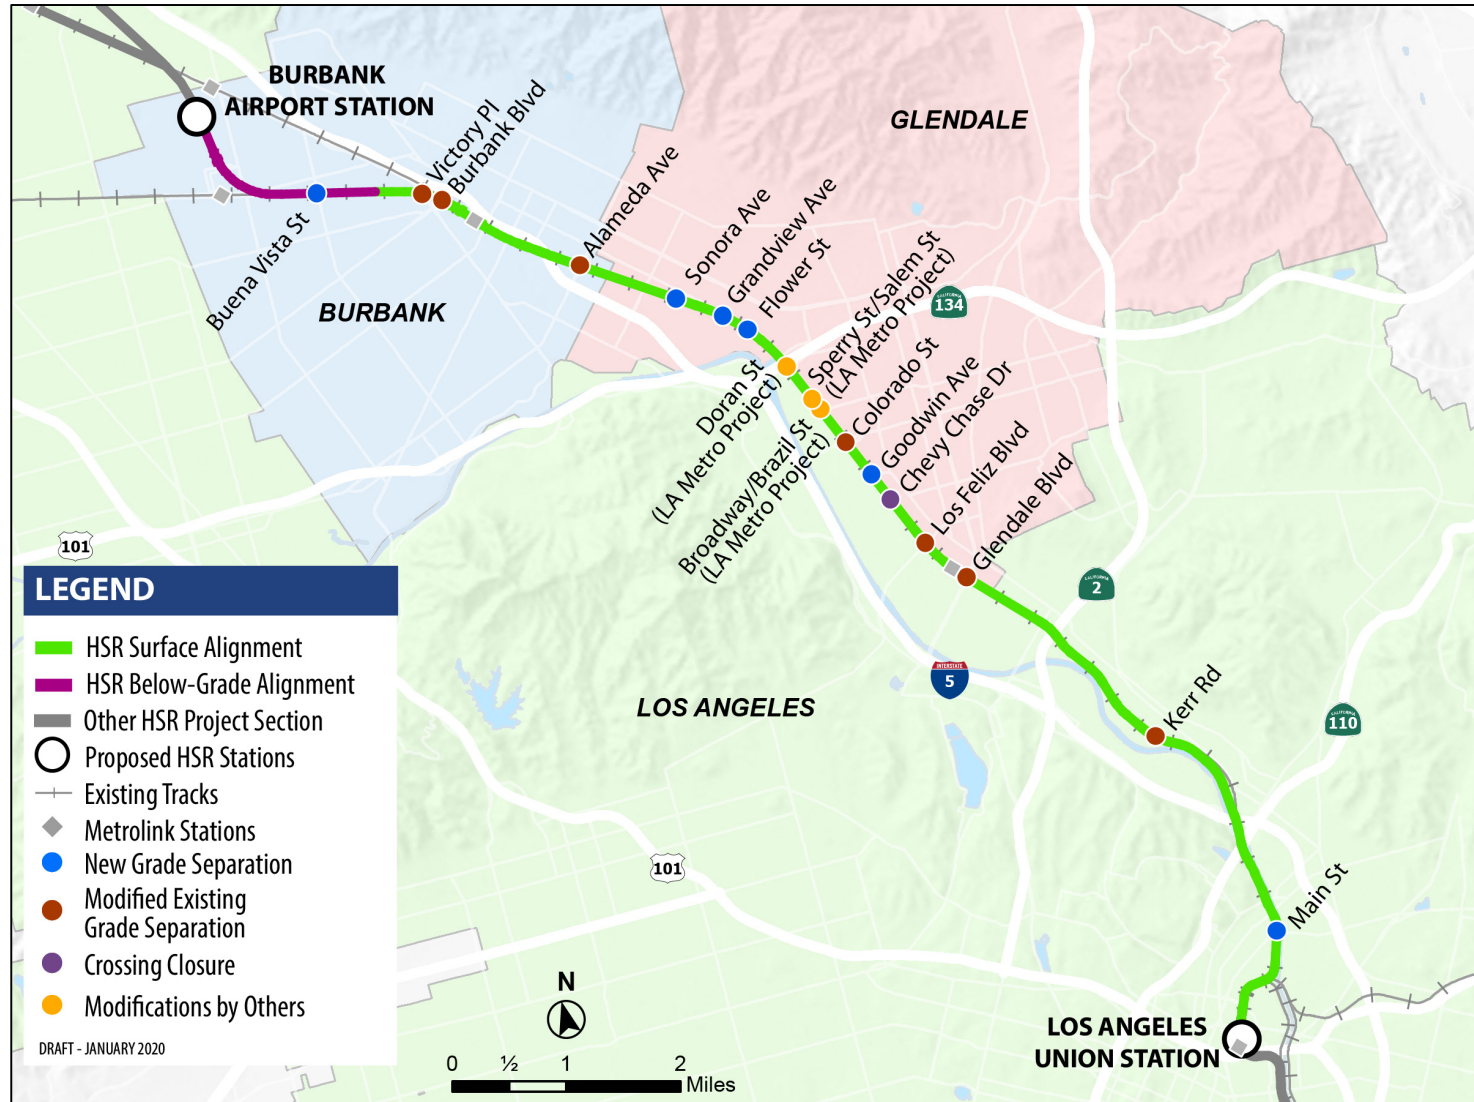 BURBANK
AIRPORT STATION
Victory Pl
Burbank Blvd
GLENDALE
Alameda Ave
Sonora Ave
Grandview Ave
Flower St
Buena Vista St
BURBANK
Sperry St/Salem St
(LA Metro Project)
CALIFORNIA
134
Doran St
(LA Metro Project)
Colorado St
Broadway/Brazil St
(LA Metro Project)
Goodwin Ave
Chevy Chase Dr
Los Feliz Blvd
Glendale Blvd
101
CALIFORNIA
2
INTERSTATE
5
LOS ANGELES
Kerr Rd
CALIFORNIA
110
101
Main St
LOS ANGELES
UNION STATION
LEGEND
HSR Surface Alignment
HSR Below-Grade Alignment
Other HSR Project Section
Proposed HSR Stations
Existing Tracks
Metrolink Stations
New Grade Separation
Modified Existing
Grade Separation
Crossing Closure
Modifications by Others
DRAFT - JANUARY 2020
N
0 ½ 1 2
Miles